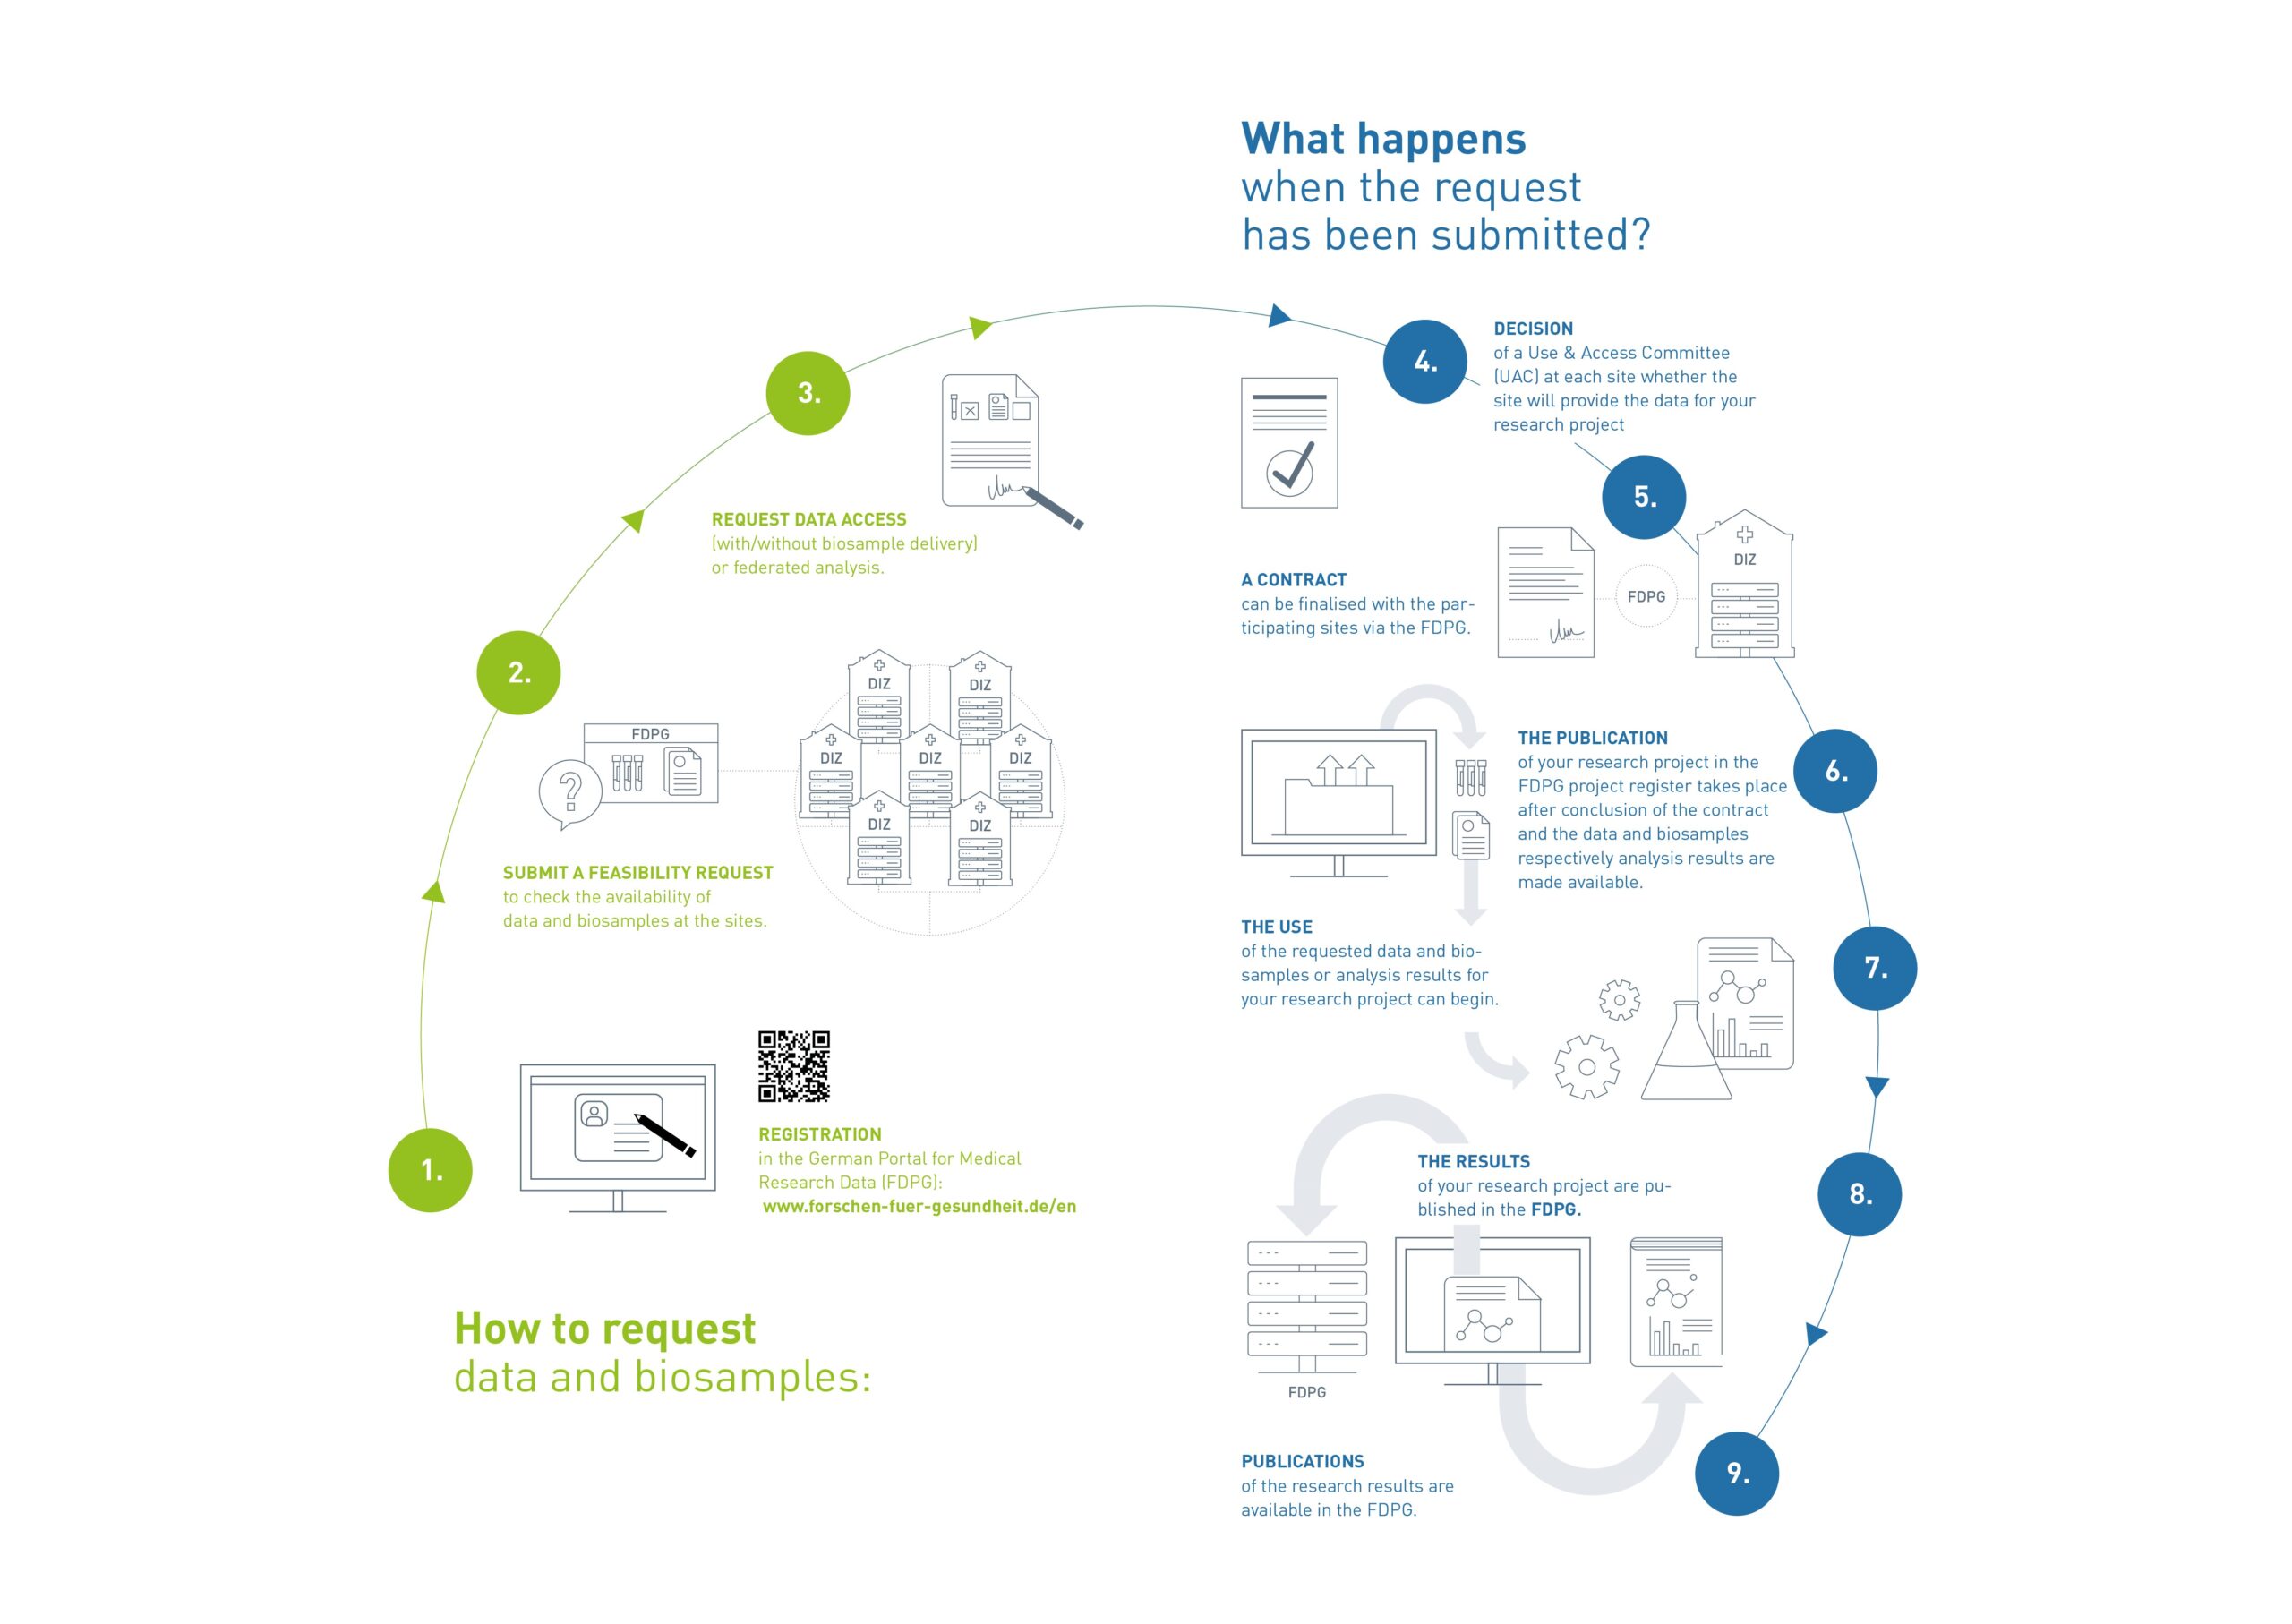 How to request
data and biosamples:
1.
REGISTRATION
in the German Portal for Medical
Research Data (FDPG):
www.forschen-fuer-gesundheit.de/en
2.
FDPG
?
DIZ
DIZ
DIZ
DIZ
DIZ
DIZ
DIZ
SUBMIT A FEASIBILITY REQUEST
to check the availability of
data and biosamples at the sites.
3.
REQUEST DATA ACCESS
(with/without biosample delivery)
or federated analysis.
What happens
when the request
has been submitted?
4.
DECISION
of a Use & Access Committee
(UAC) at each site whether the
site will provide the data for your
research project
5.
A CONTRACT
can be finalised with the par-
ticipating sites via the FDPG.
FDPG
DIZ
6.
THE PUBLICATION
of your research project in the
FDPG project register takes place
after conclusion of the contract
and the data and biosamples
respectively analysis results are
made available.
7.
THE USE
of the requested data and bio-
samples or analysis results for
your research project can begin.
8.
THE RESULTS
of your research project are pu-
blished in the FDPG.
FDPG
9.
PUBLICATIONS
of the research results are
available in the FDPG.